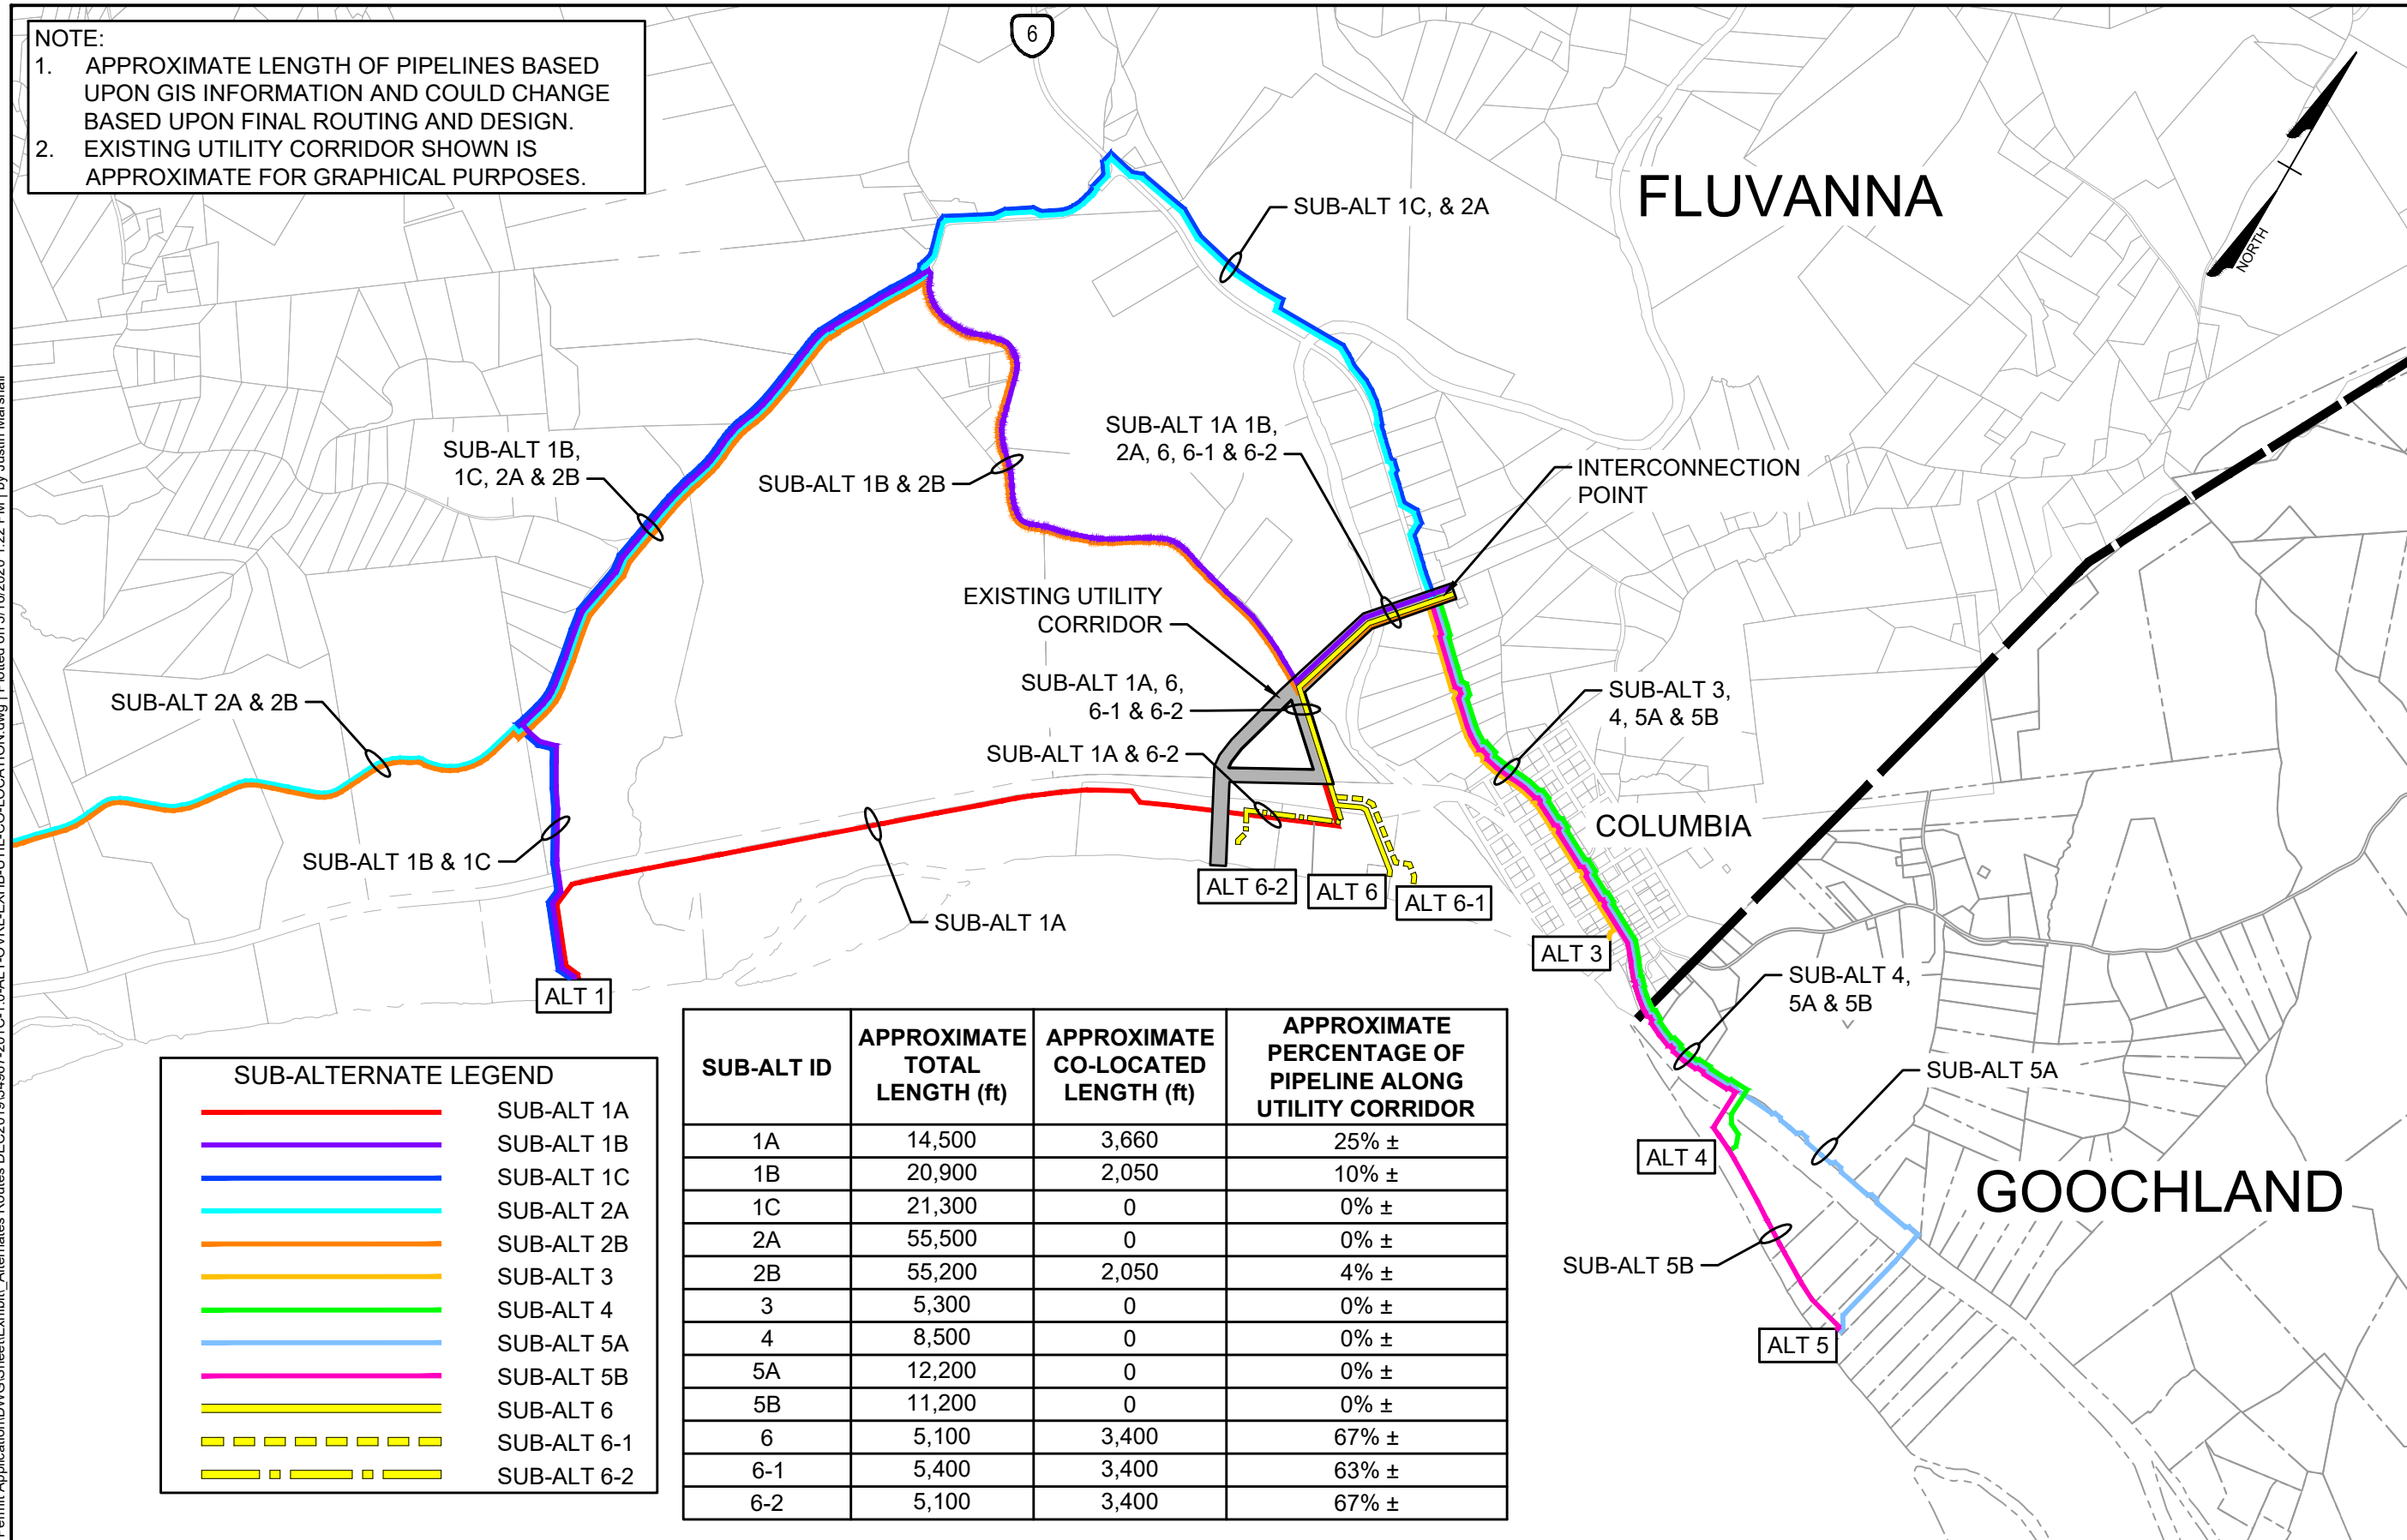 NOTE:
1. APPROXIMATE LENGTH OF PIPELINES BASED
UPON GIS INFORMATION AND COULD CHANGE
BASED UPON FINAL ROUTING AND DESIGN.
2. EXISTING UTILITY CORRIDOR SHOWN IS
APPROXIMATE FOR GRAPHICAL PURPOSES.
6
FLUVANNA
NORTH
SUB-ALT 1C, & 2A
SUB-ALT 1B,
1C, 2A & 2B
SUB-ALT 1B & 2B
SUB-ALT 1A 1B,
2A, 6, 6-1 & 6-2
INTERCONNECTION
POINT
EXISTING UTILITY
CORRIDOR
SUB-ALT 1A, 6,
6-1 & 6-2
SUB-ALT 1A & 6-2
SUB-ALT 2A & 2B
SUB-ALT 3,
4, 5A & 5B
COLUMBIA
SUB-ALT 1B & 1C
SUB-ALT 1A
ALT 6-2
ALT 6
ALT 6-1
ALT 3
ALT 1
SUB-ALT 4,
5A & 5B
SUB-ALT 5A
ALT 4
GOOCHLAND
SUB-ALT 5B
ALT 5
SUB-ALTERNATE LEGEND
SUB-ALT 1A
SUB-ALT 1B
SUB-ALT 1C
SUB-ALT 2A
SUB-ALT 2B
SUB-ALT 3
SUB-ALT 4
SUB-ALT 5A
SUB-ALT 5B
SUB-ALT 6
SUB-ALT 6-1
SUB-ALT 6-2
SUB-ALT ID APPROXIMATE TOTAL LENGTH (ft) APPROXIMATE CO-LOCATED LENGTH (ft) APPROXIMATE PERCENTAGE OF PIPELINE ALONG UTILITY CORRIDOR
1A 14,500 3,660 25% ±
1B 20,900 2,050 10% ±
1C 21,300 0 0% ±
2A 55,500 0 0% ±
2B 55,200 2,050 4% ±
3 5,300 0 0% ±
4 8,500 0 0% ±
5A 12,200 0 0% ±
5B 11,200 0 0% ±
6 5,100 3,400 67% ±
6-1 5,400 3,400 63% ±
6-2 5,100 3,400 67% ±